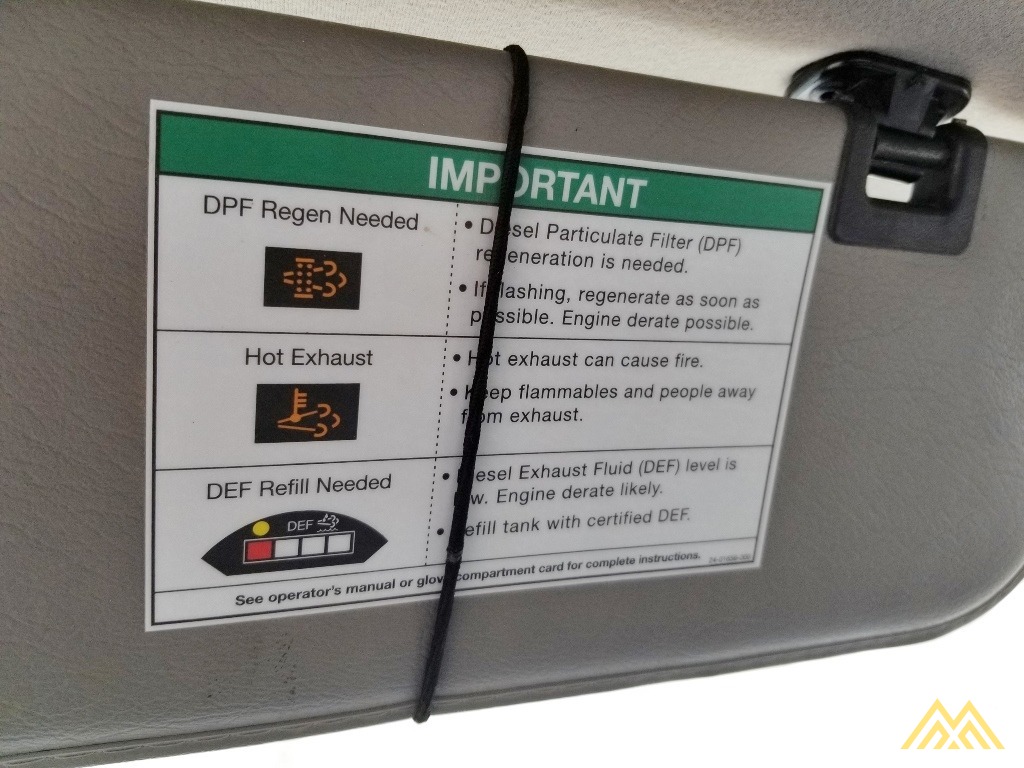 IMPORTANT
DPF Regen Needed
• Diesel Particulate Filter (DPF)
regeneration is needed.
• If flashing, regenerate as soon as
possible. Engine derate possible.
Hot Exhaust
• Hot exhaust can cause fire.
• Keep flammables and people away
from exhaust.
DEF Refill Needed
DEF
• Diesel Exhaust Fluid (DEF) level is
low. Engine derate likely.
• Refill tank with certified DEF.
See operator's manual or glove compartment card for complete instructions.